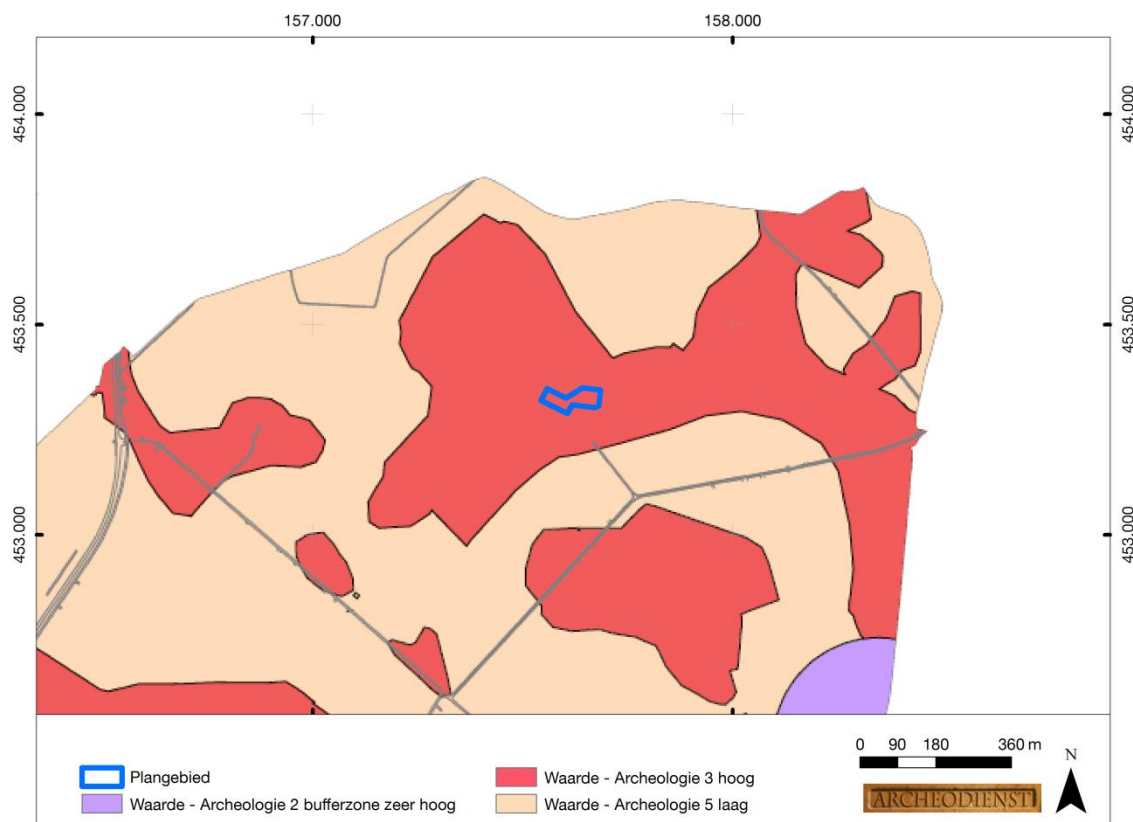 157.000 158.000
454.000 454.000
453.500 453.500
453.000 453.000
Plangebied
Waarde - Archeologie 2 bufferzone zeer hoog
Waarde - Archeologie 3 hoog
Waarde - Archeologie 5 laag
0 90 180 360 m
N
ARCHEODIENST